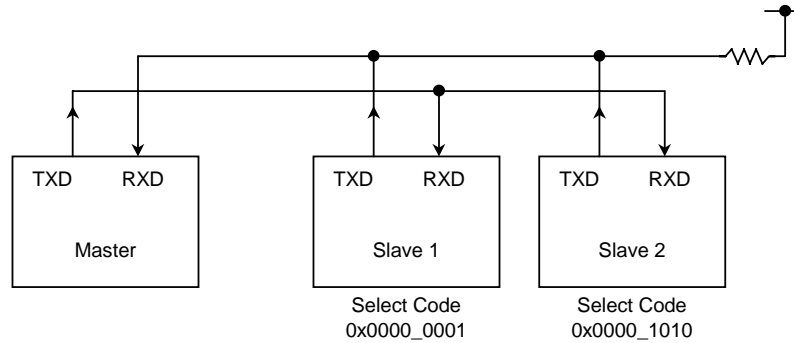 TXD RXD TXD RXD TXD RXD
Master Slave 1 Slave 2
Select Code Select Code
0x0000_0001 0x0000_1010